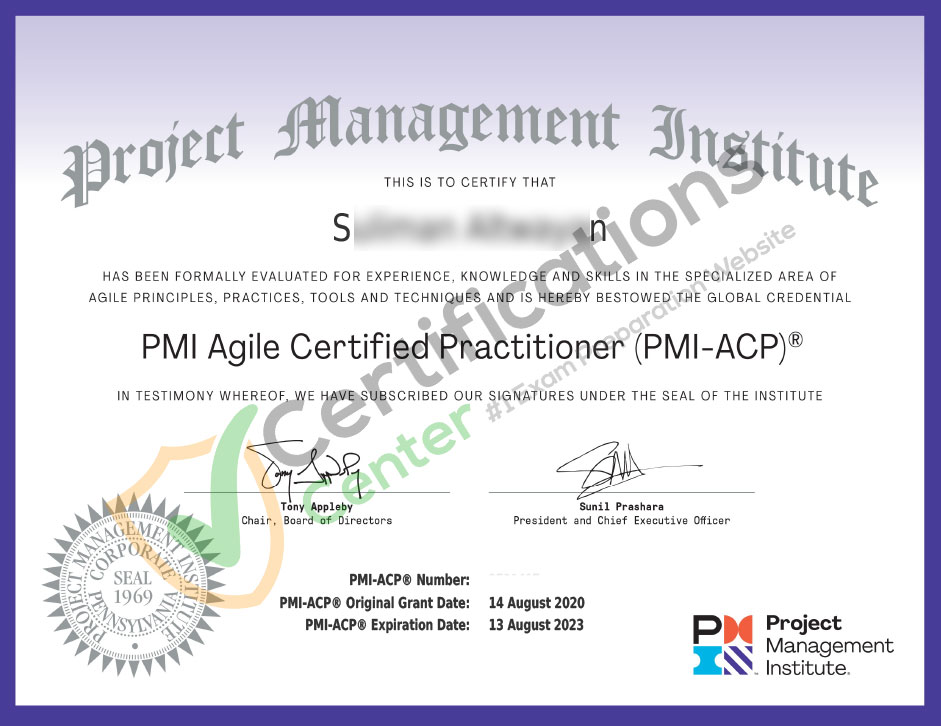 Project Management Institute
THIS IS TO CERTIFY THAT
S n
HAS BEEN FORMALLY EVALUATED FOR EXPERIENCE, KNOWLEDGE AND SKILLS IN THE SPECIALIZED AREA OF
AGILE PRINCIPLES, PRACTICES, TOOLS AND TECHNIQUES AND IS HEREBY BESTOWED THE GLOBAL CREDENTIAL
PMI Agile Certified Practitioner (PMI-ACP)®
IN TESTIMONY WHEREOF, WE HAVE SUBSCRIBED OUR SIGNATURES UNDER THE SEAL OF THE INSTITUTE
Certifications
Center
#1 Exam Preparation Website
Tony Appleby
Chair, Board of Directors
Sunil Prashara
President and Chief Executive Officer
PROJECT MANAGEMENT INSTITUTE
CORPORATE
SEAL
1969
PENNSYLVANIA
PMI-ACP® Number:
PMI-ACP® Original Grant Date: 14 August 2020
PMI-ACP® Expiration Date: 13 August 2023
PM
Project
Management
Institute.